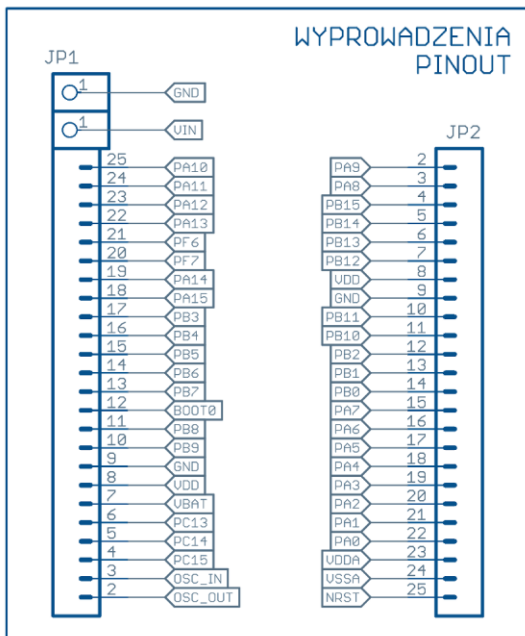 WYPROWADZENIA
PINOUT
JP1
1 GND
1 VIN
25 PA10
24 PA11
23 PA12
22 PA13
21 PF6
20 PF7
19 PA14
18 PA15
17 PB3
16 PB4
15 PB5
14 PB6
13 PB7
12 BOOT0
11 PB8
10 PB9
9 GND
8 VDD
7 VBAT
6 PC13
5 PC14
4 PC15
3 OSC_IN
2 OSC_OUT
JP2
PA9 2
PA8 3
PB15 4
PB14 5
PB13 6
PB12 7
VDD 8
GND 9
PB11 10
PB10 11
PB2 12
PB1 13
PB0 14
PA7 15
PA6 16
PA5 17
PA4 18
PA3 19
PA2 20
PA1 21
PA0 22
VDDA 23
VSSA 24
NRST 25